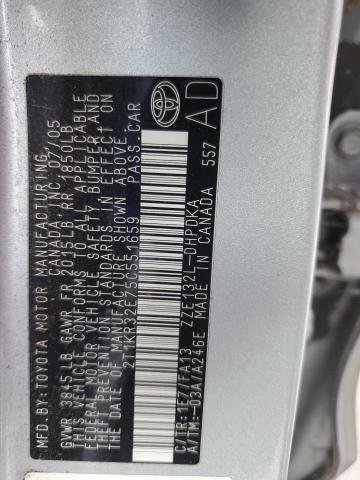 MFD.BY: TOYOTA MOTOR MANUFACTURING
CANADA INC. 07/05
GVWR 3845 LB GAWR FR 2015LB RR 1850LB
THIS VEHICLE CONFORMS TO ALL APPLICABLE
FEDERAL MOTOR VEHICLE SAFETY, BUMPER, AND
THEFT PREVENTION STANDARDS IN EFFECT ON
THE DATE OF MANUFACTURE SHOWN ABOVE.
2T1KR32E75C551659 PASS. CAR
C/TR:1E7/FA13 ZZE132L-DHPDKA
A/TM:-03A/A246E MADE IN CANADA 557
AD